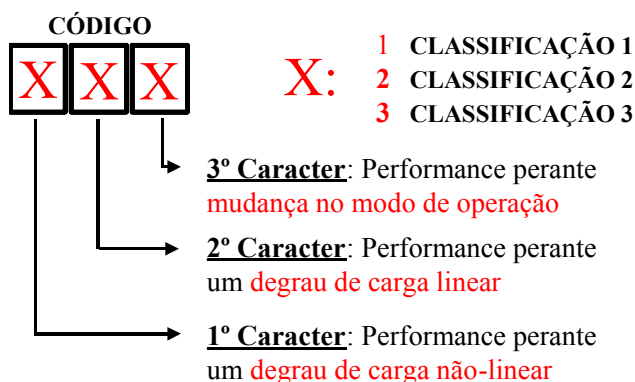 CÓDIGO
X X X
X:
1 CLASSIFICAÇÃO 1
2 CLASSIFICAÇÃO 2
3 CLASSIFICAÇÃO 3
3º Caracter: Performance perante
mudança no modo de operação
2º Caracter: Performance perante
um degrau de carga linear
1º Caracter: Performance perante
um degrau de carga não-linear